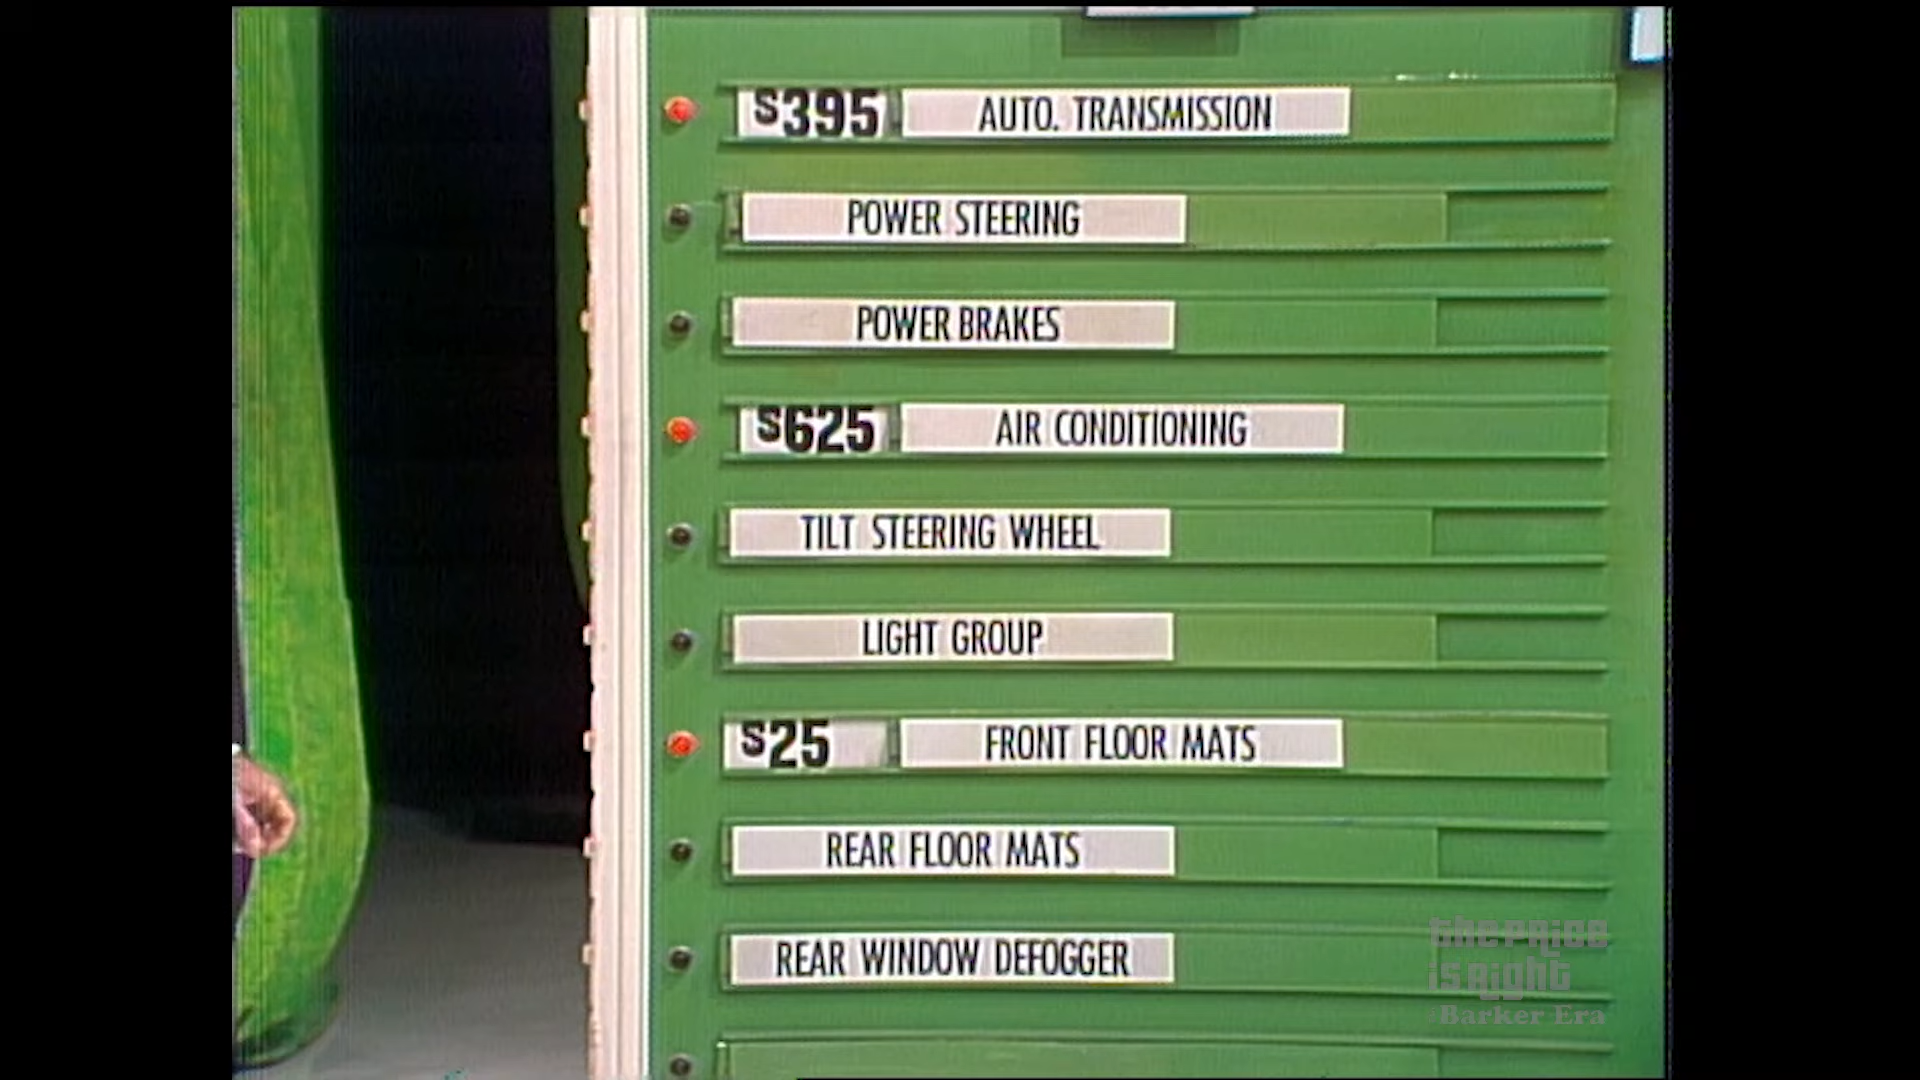 $395 AUTO. TRANSMISSION
POWER STEERING
POWER BRAKES
$625 AIR CONDITIONING
TILT STEERING WHEEL
LIGHT GROUP
$25 FRONT FLOOR MATS
REAR FLOOR MATS
REAR WINDOW DEFOGGER
the PRice
is Right
Barker Era